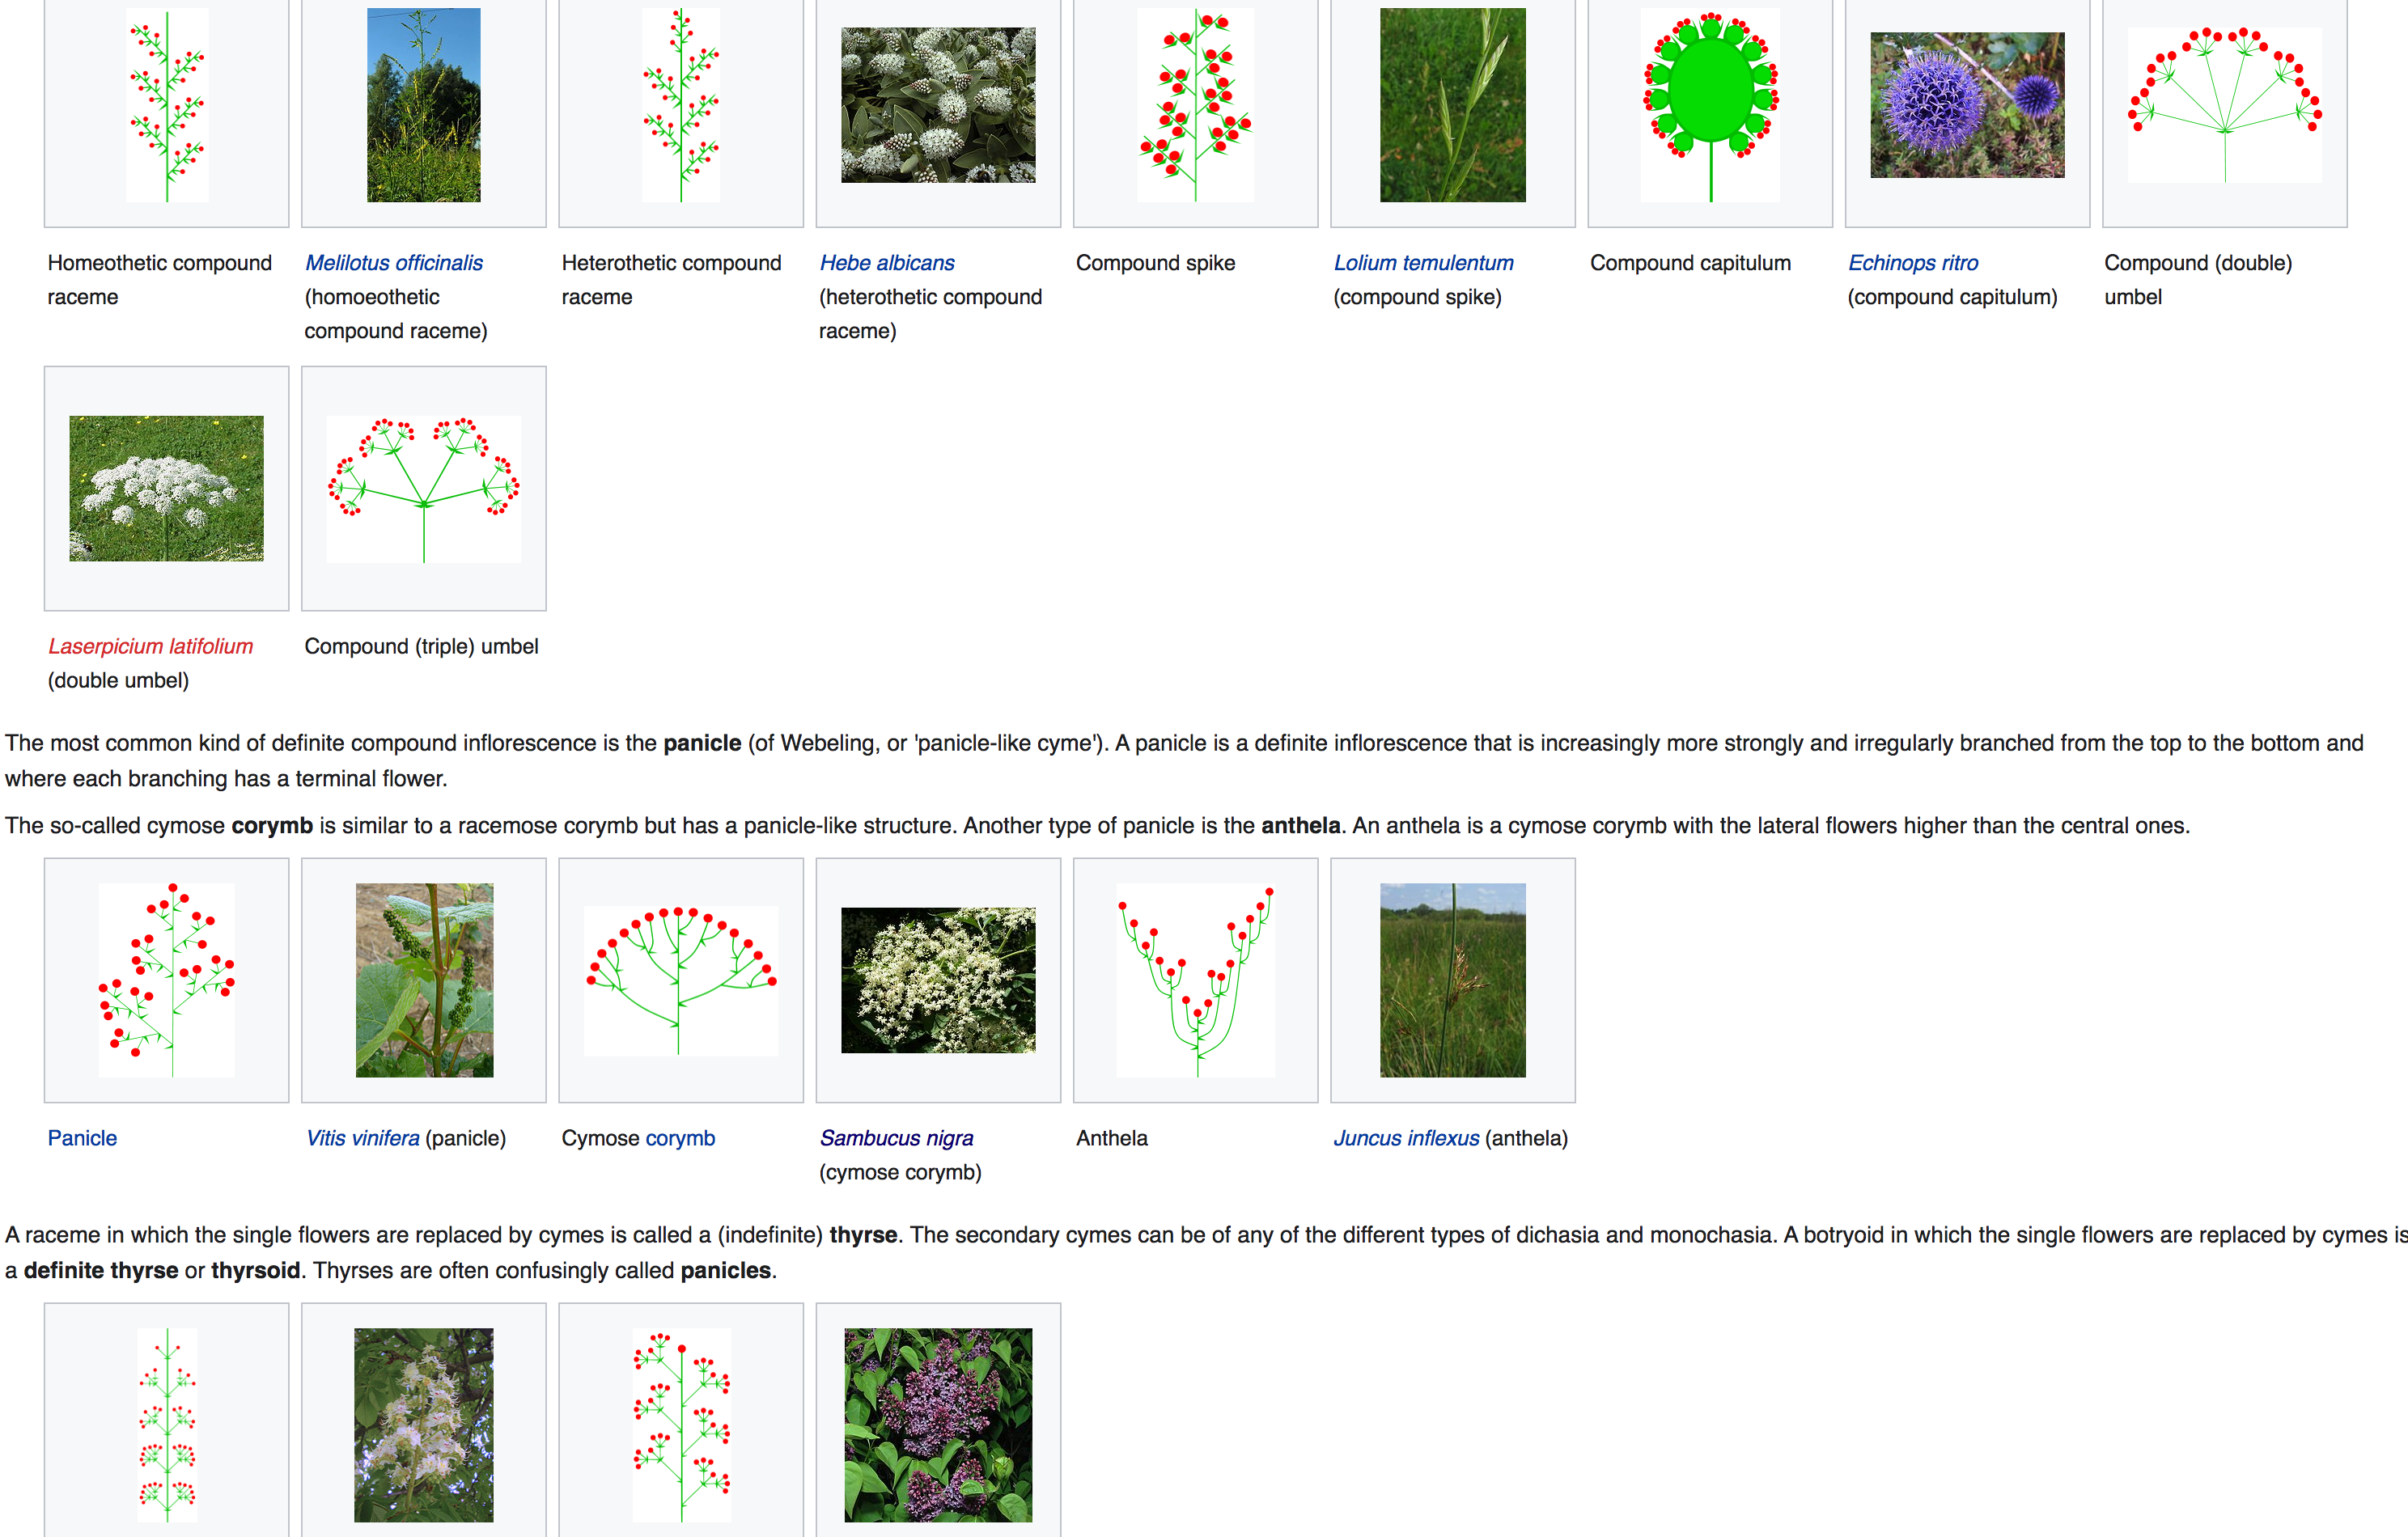 Homeothetic compound raceme
Melilotus officinalis (homoeothetic compound raceme)
Heterothetic compound raceme
Hebe albicans (heterothetic compound raceme)
Compound spike
Lolium temulentum (compound spike)
Compound capitulum
Echinops ritro (compound capitulum)
Compound (double) umbel
Laserpicium latifolium (double umbel)
Compound (triple) umbel
The most common kind of definite compound inflorescence is the panicle (of Webeling, or 'panicle-like cyme'). A panicle is a definite inflorescence that is increasingly more strongly and irregularly branched from the top to the bottom and
where each branching has a terminal flower.
The so-called cymose corymb is similar to a racemose corymb but has a panicle-like structure. Another type of panicle is the anthela. An anthela is a cymose corymb with the lateral flowers higher than the central ones.
Panicle
Vitis vinifera (panicle)
Cymose corymb
Sambucus nigra (cymose corymb)
Anthela
Juncus inflexus (anthela)
A raceme in which the single flowers are replaced by cymes is called a (indefinite) thyrse. The secondary cymes can be of any of the different types of dichasia and monochasia. A botryoid in which the single flowers are replaced by cymes is
a definite thyrse or thyrsoid. Thyrses are often confusingly called panicles.